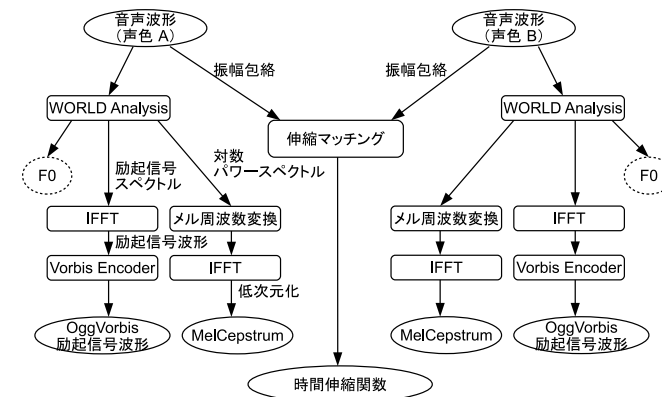 音声波形
(声色 A)
音声波形
(声色 B)
振幅包絡
振幅包絡
WORLD Analysis
伸縮マッチング
WORLD Analysis
F0
励起信号
スペクトル
対数
パワースペクトル
F0
IFFT
メル周波数変換
メル周波数変換
IFFT
励起信号波形
Vorbis Encoder
IFFT
IFFT
Vorbis Encoder
低次元化
OggVorbis
励起信号波形
MelCepstrum
MelCepstrum
OggVorbis
励起信号波形
時間伸縮関数